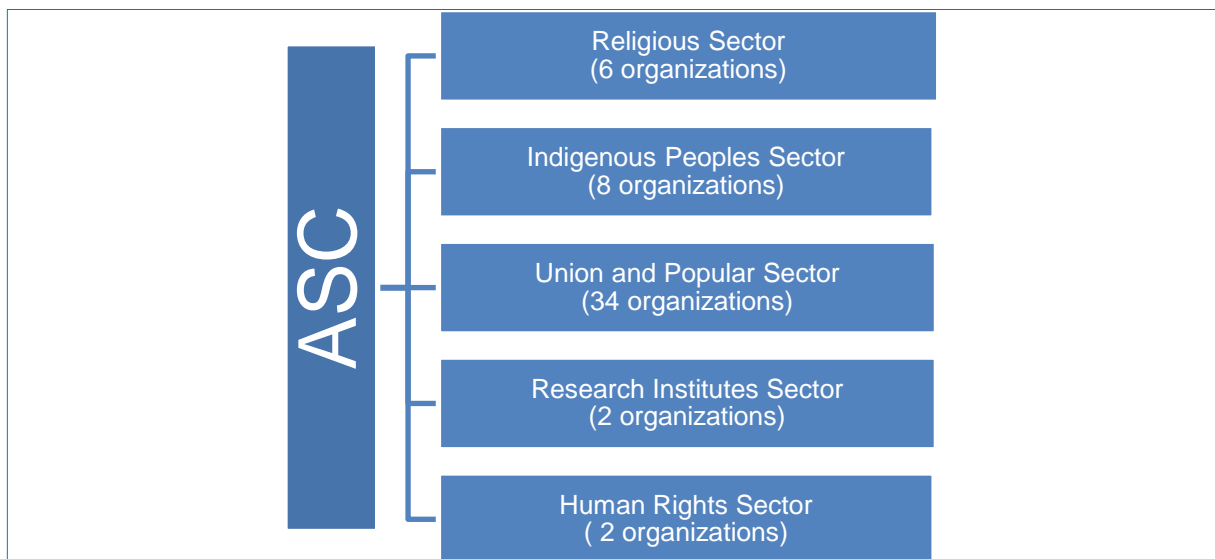 ASC
Religious Sector
(6 organizations)
Indigenous Peoples Sector
(8 organizations)
Union and Popular Sector
(34 organizations)
Research Institutes Sector
(2 organizations)
Human Rights Sector
( 2 organizations)